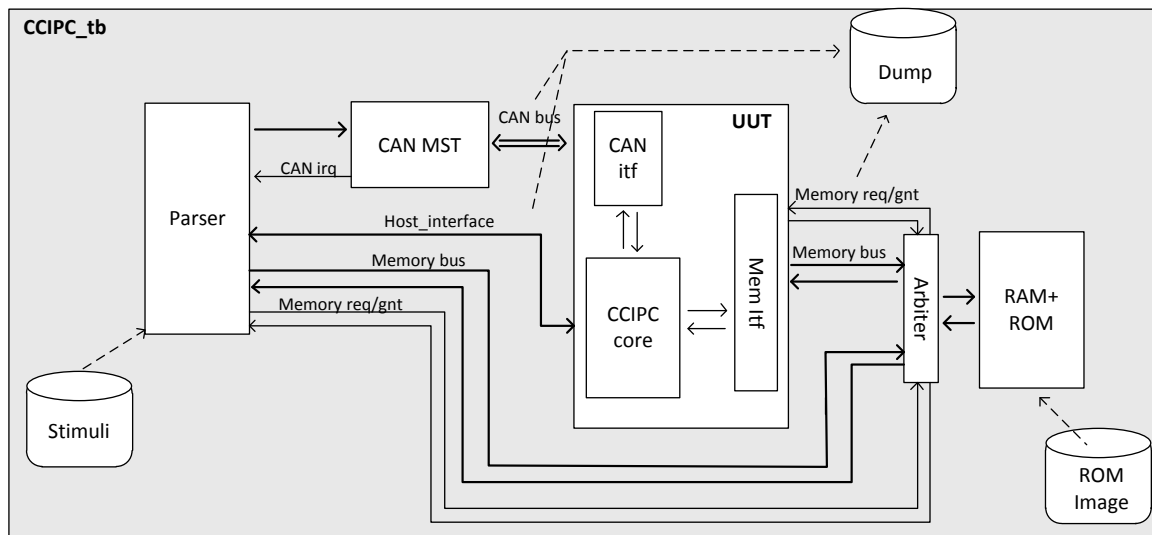 CCIPC_tb
Dump
CAN bus
UUT
CAN MST
CAN
itf
CAN irq
Memory req/gnt
Parser
Host_interface
Memory bus
Memory bus
Mem Itf
Arbiter
RAM+
ROM
Memory req/gnt
CCIPC
core
Stimuli
ROM
Image